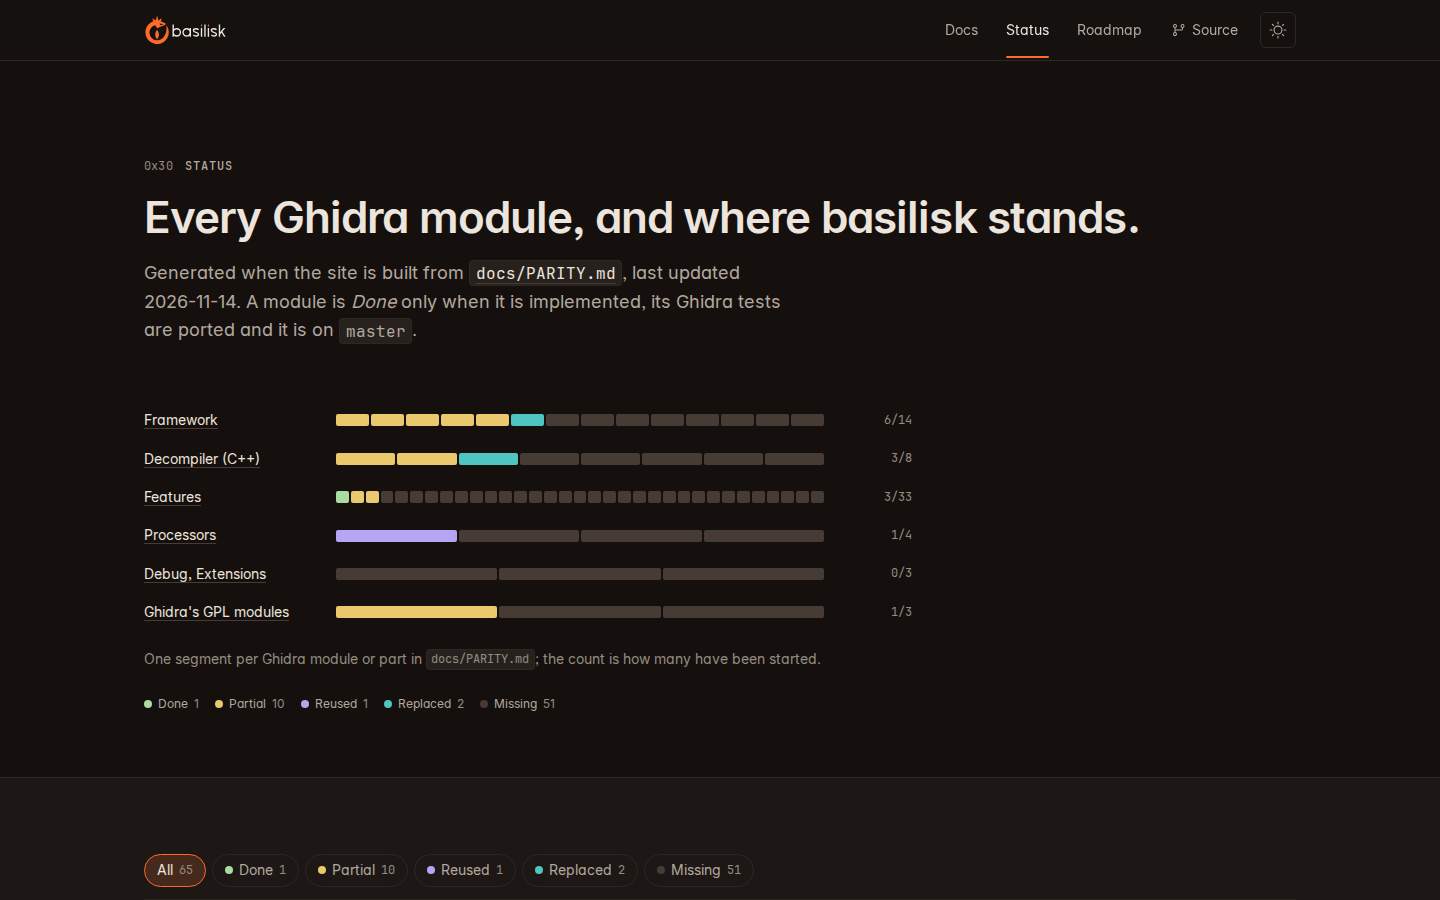 basilisk
Docs Status Roadmap Source
0x30 STATUS
Every Ghidra module, and where basilisk stands.
Generated when the site is built from docs/PARITY.md, last updated
2026-11-14. A module is Done only when it is implemented, its Ghidra tests
are ported and it is on master.
Framework 6/14
Decompiler (C++) 3/8
Features 3/33
Processors 1/4
Debug, Extensions 0/3
Ghidra's GPL modules 1/3
One segment per Ghidra module or part in docs/PARITY.md; the count is how many have been started.
Done 1 Partial 10 Reused 1 Replaced 2 Missing 51
All 65 Done 1 Partial 10 Reused 1 Replaced 2 Missing 51